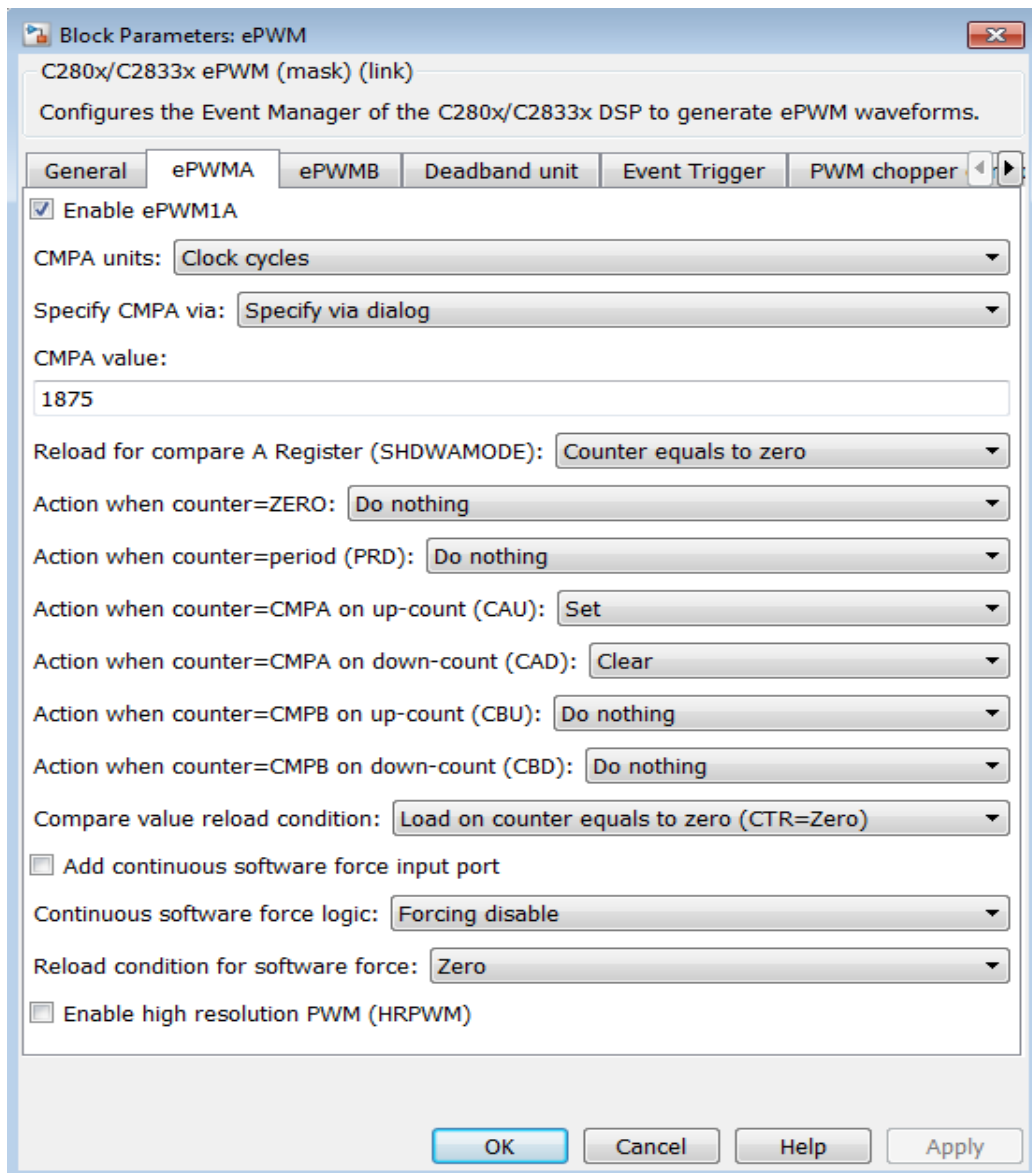 Block Parameters: ePWM
C280x/C2833x ePWM (mask) (link)
Configures the Event Manager of the C280x/C2833x DSP to generate ePWM waveforms.
General ePWMA ePWMB Deadband unit Event Trigger PWM chopper
Enable ePWM1A
CMPA units: Clock cycles
Specify CMPA via: Specify via dialog
CMPA value:
1875
Reload for compare A Register (SHDWAMODE): Counter equals to zero
Action when counter=ZERO: Do nothing
Action when counter=period (PRD): Do nothing
Action when counter=CMPA on up-count (CAU): Set
Action when counter=CMPA on down-count (CAD): Clear
Action when counter=CMPB on up-count (CBU): Do nothing
Action when counter=CMPB on down-count (CBD): Do nothing
Compare value reload condition: Load on counter equals to zero (CTR=Zero)
Add continuous software force input port
Continuous software force logic: Forcing disable
Reload condition for software force: Zero
Enable high resolution PWM (HRPWM)
OK Cancel Help Apply